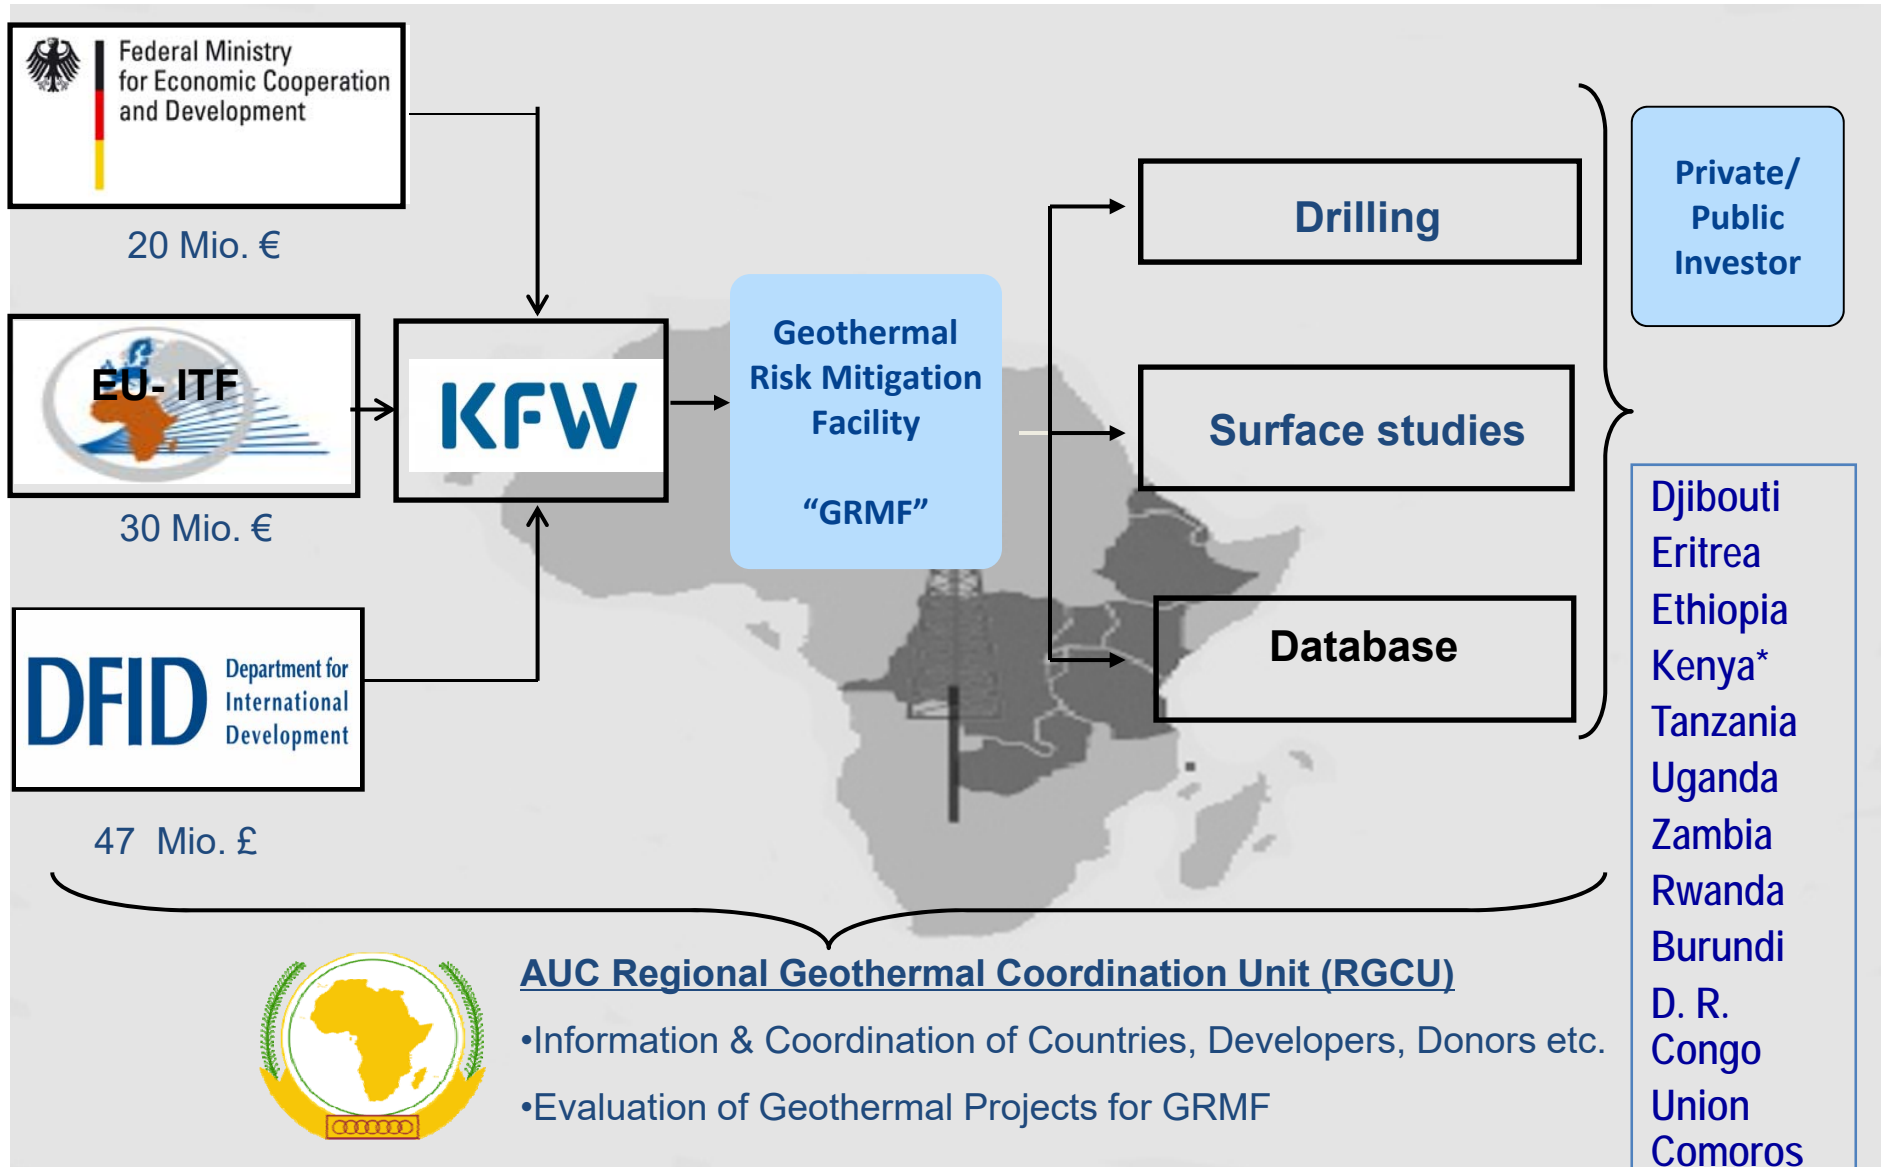 Federal Ministry
for Economic Cooperation
and Development
20 Mio. €
EU- ITF
30 Mio. €
DFID
Department for
International
Development
47 Mio. £
KFW
Geothermal
Risk Mitigation
Facility
“GRMF”
Drilling
Surface studies
Database
Private/
Public
Investor
Djibouti
Eritrea
Ethiopia
Kenya*
Tanzania
Uganda
Zambia
Rwanda
Burundi
D. R.
Congo
Union
Comoros
AUC Regional Geothermal Coordination Unit (RGCU)
•Information & Coordination of Countries, Developers, Donors etc.
•Evaluation of Geothermal Projects for GRMF